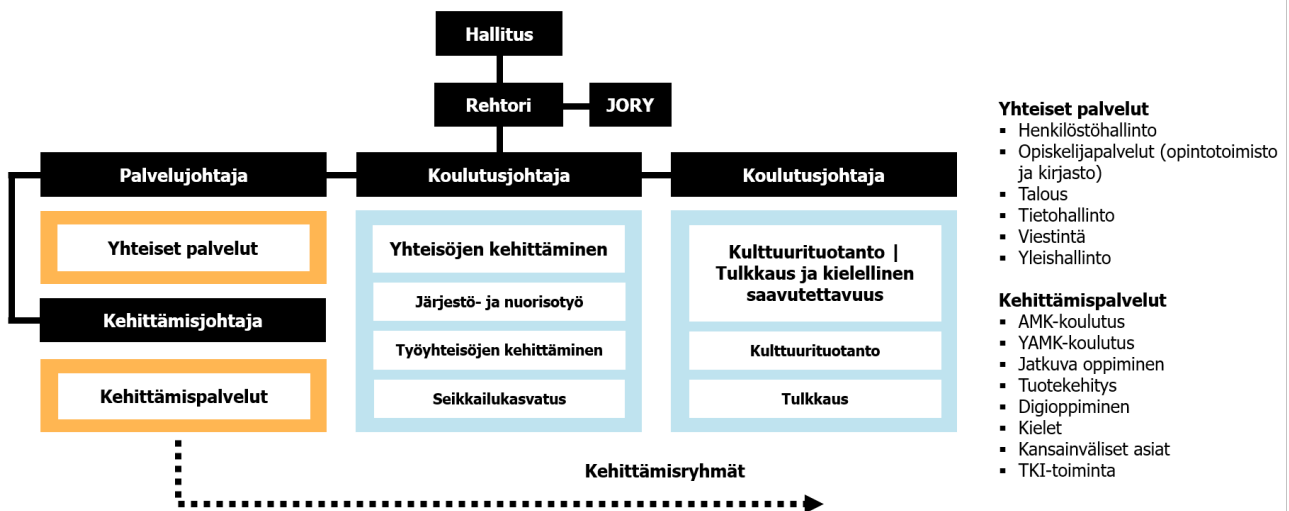 Hallitus
Rehtori
JORY
Palvelujohtaja
Koulutusjohtaja
Koulutusjohtaja
Yhteiset palvelut
Kehittämisjohtaja
Kehittämispalvelut
Yhteisöjen kehittäminen
Järjestö- ja nuorisotyö
Työyhteisöjen kehittäminen
Seikkailukasvatus
Kulttuurituotanto |
Tulkkaus ja kielellinen
saavutettavuus
Kulttuurituotanto
Tulkkaus
Kehittämisryhmät
Yhteiset palvelut
▪ Henkilöstöhallinto
▪ Opiskelijapalvelut (opintotoimisto
ja kirjasto)
▪ Talous
▪ Tietohallinto
▪ Viestintä
▪ Yleishallinto
Kehittämispalvelut
▪ AMK-koulutus
▪ YAMK-koulutus
▪ Jatkuva oppiminen
▪ Tuotekehitys
▪ Digioppiminen
▪ Kielet
▪ Kansainväliset asiat
▪ TKI-toiminta